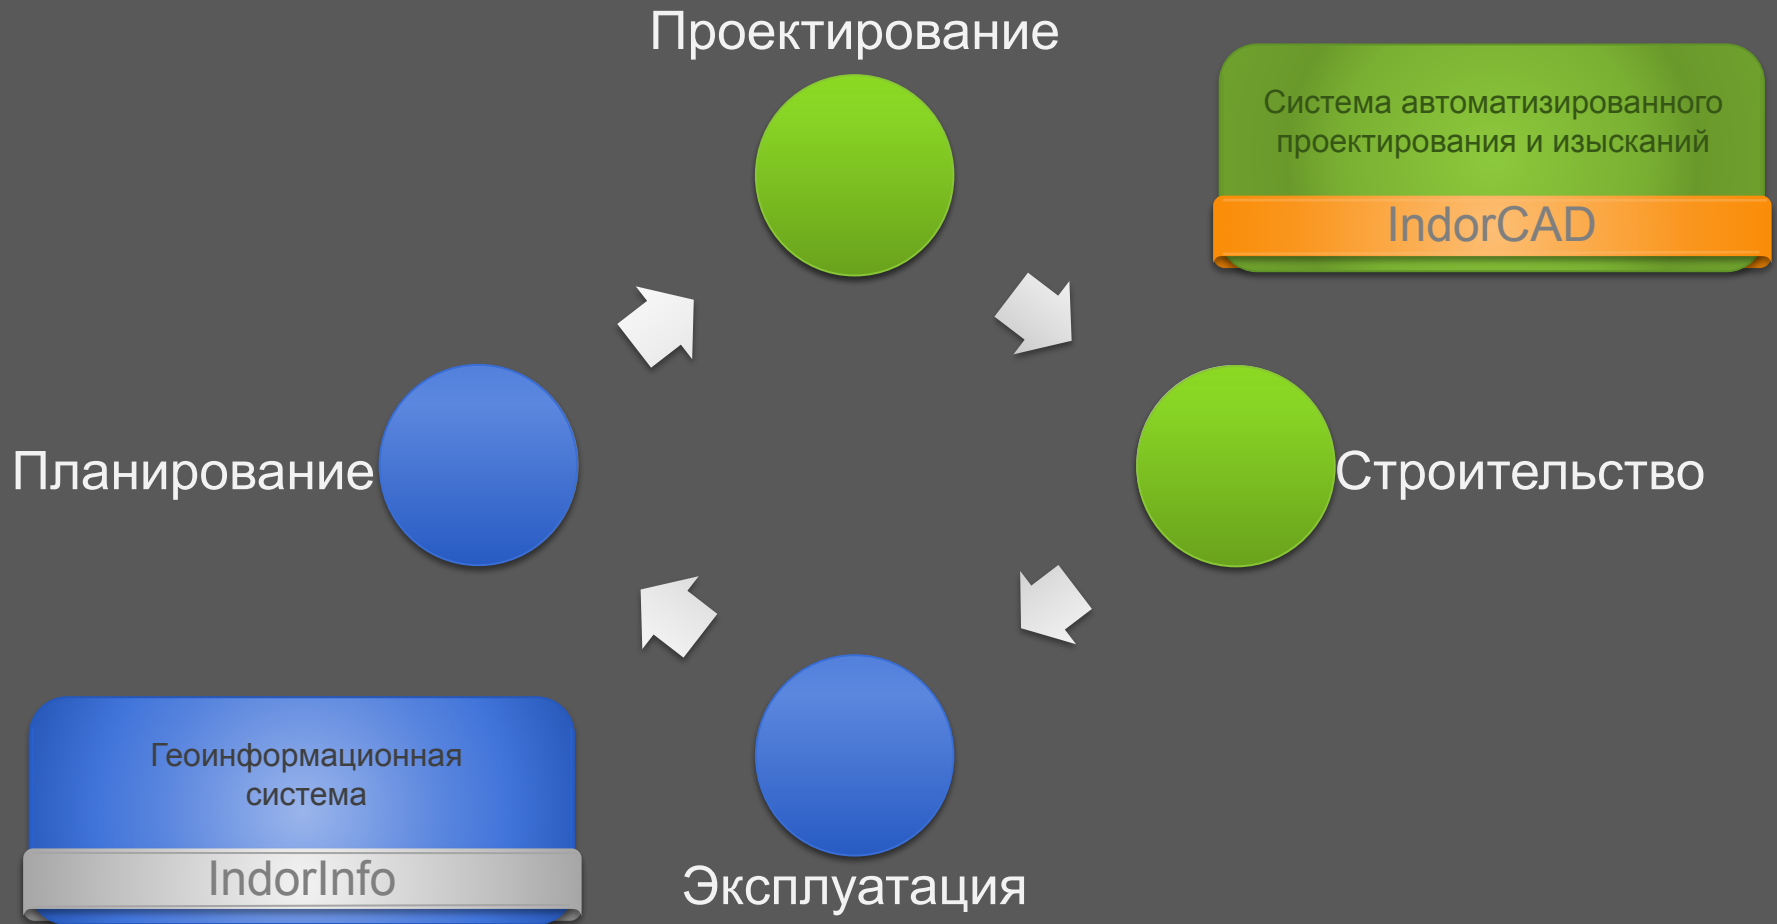 Проектирование
Система автоматизированного
проектирования и изысканий
IndorCAD
Планирование
Строительство
Геоинформационная
система
IndorInfo
Эксплуатация